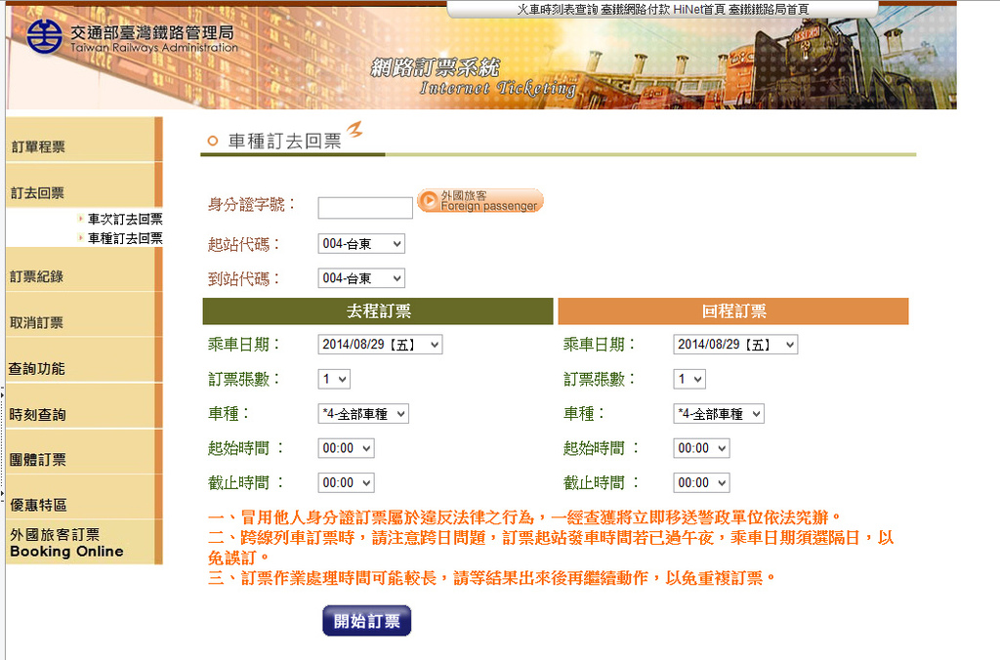 火車時刻表查詢 臺鐵網路付款 HiNet首頁 臺鐵鐵路局首頁
交通部臺灣鐵路管理局
Taiwan Railways Administration
網路訂票系統
Internet Ticketing
訂單程票
訂去回票
車次訂去回票
車種訂去回票
訂票紀錄
取消訂票
查詢功能
時刻查詢
團體訂票
優惠特區
外國旅客訂票
Booking Online
車種訂去回票
身分證字號：
外國旅客
Foreign passenger
起站代碼： 004-台東
到站代碼： 004-台東
去程訂票 回程訂票
乘車日期： 2014/08/29【五】 乘車日期： 2014/08/29【五】
訂票張數： 1 訂票張數： 1
車種： *4-全部車種 車種： *4-全部車種
起始時間 ： 00:00 起始時間 ： 00:00
截止時間 ： 00:00 截止時間 ： 00:00
一、冒用他人身分證訂票屬於違反法律之行為，一經查獲將立即移送警政單位依法究辦。
二、跨線列車訂票時，請注意跨日問題，訂票起站發車時間若已過午夜，乘車日期須選隔日，以
免誤訂。
三、訂票作業處理時間可能較長，請等結果出來後再繼續動作，以免重複訂票。
開始訂票